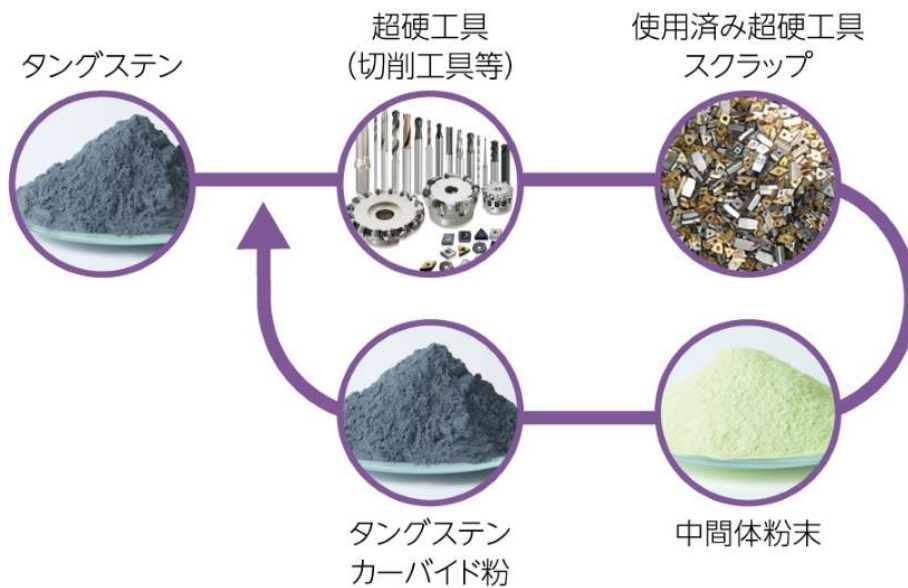 タングステン
超硬工具
(切削工具等)
使用済み超硬工具
スクラップ
タングステン
カーバイド粉
中間体粉末